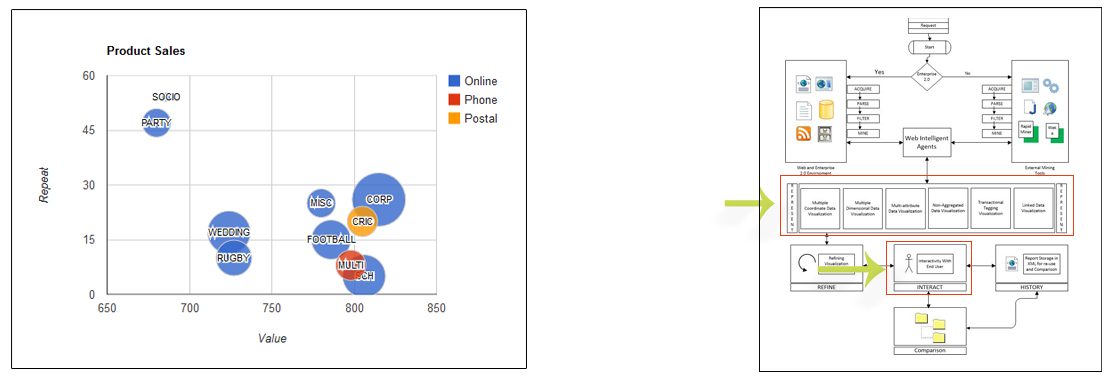 Product Sales
60
45
30
15
0
Repeat
SOCIO
PARTY
MISC
CORP
CRIC
WEDDING
FOOTBALL
RUGBY
MULTI
SCH
650
700
750
800
850
Value
Online
Phone
Postal
Request
Start
Enterprise
2.0
Yes
No
ACQUIRE
PARSE
FILTER
MINE
ACQUIRE
PARSE
FILTER
MINE
Rapid
Miner
Web Intelligent
Agents
Web and Enterprise
2.0 Environment
External Mining
Tools
REPRESENT
Multiple
Coordinate Data
Visualization
Multiple
Dimensional Data
Visualization
Multi-attribute
Data Visualization
Non-Aggregated
Data Visualization
Transactional
Tagging
Visualization
Linked Data
Visualization
REPRESENT
Refining
Visualization
REFINE
Interactivity With
End User
INTERACT
Report Storage in
XML for re-use
and Comparison
HISTORY
Comparison